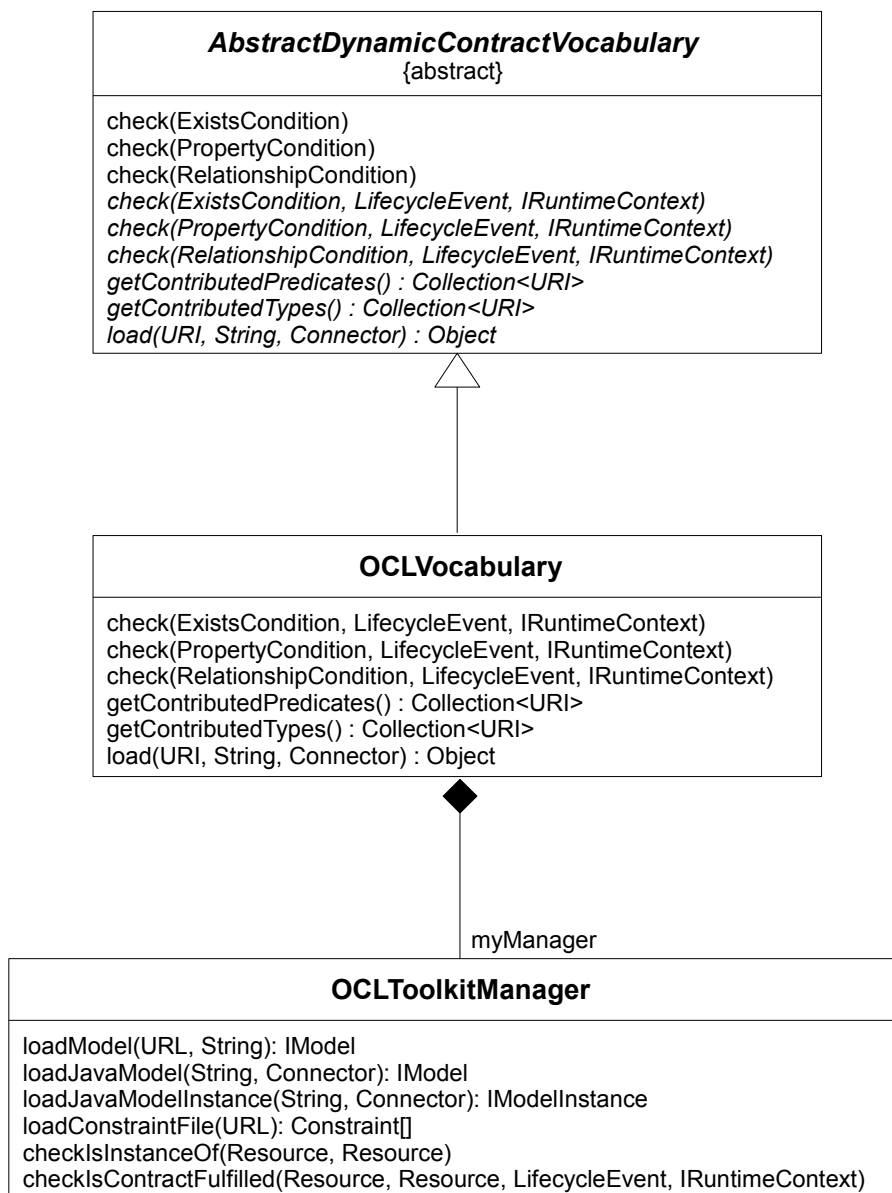 AbstractDynamicContractVocabulary
{abstract}
check(ExistsCondition)
check(PropertyCondition)
check(RelationshipCondition)
check(ExistsCondition, LifecycleEvent, IRuntimeContext)
check(PropertyCondition, LifecycleEvent, IRuntimeContext)
check(RelationshipCondition, LifecycleEvent, IRuntimeContext)
getContributedPredicates() : Collection<URI>
getContributedTypes() : Collection<URI>
load(URI, String, Connector) : Object
OCLVocabulary
check(ExistsCondition, LifecycleEvent, IRuntimeContext)
check(PropertyCondition, LifecycleEvent, IRuntimeContext)
check(RelationshipCondition, LifecycleEvent, IRuntimeContext)
getContributedPredicates() : Collection<URI>
getContributedTypes() : Collection<URI>
load(URI, String, Connector) : Object
myManager
OCLToolkitManager
loadModel(URL, String): IModel
loadJavaModel(String, Connector): IModel
loadJavaModelInstance(String, Connector): IModelInstance
loadConstraintFile(URL): Constraint[]
checkIsInstanceOf(Resource, Resource)
checkIsContractFulfilled(Resource, Resource, LifecycleEvent, IRuntimeContext)